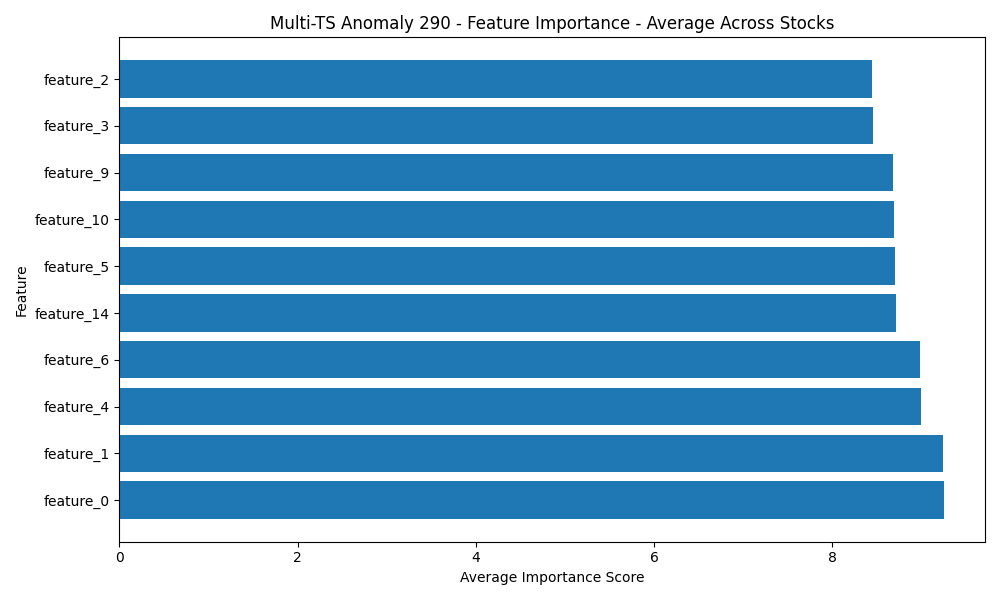 Multi-TS Anomaly 290 - Feature Importance - Average Across Stocks
Feature
feature_2
feature_3
feature_9
feature_10
feature_5
feature_14
feature_6
feature_4
feature_1
feature_0
0 2 4 6 8
Average Importance Score